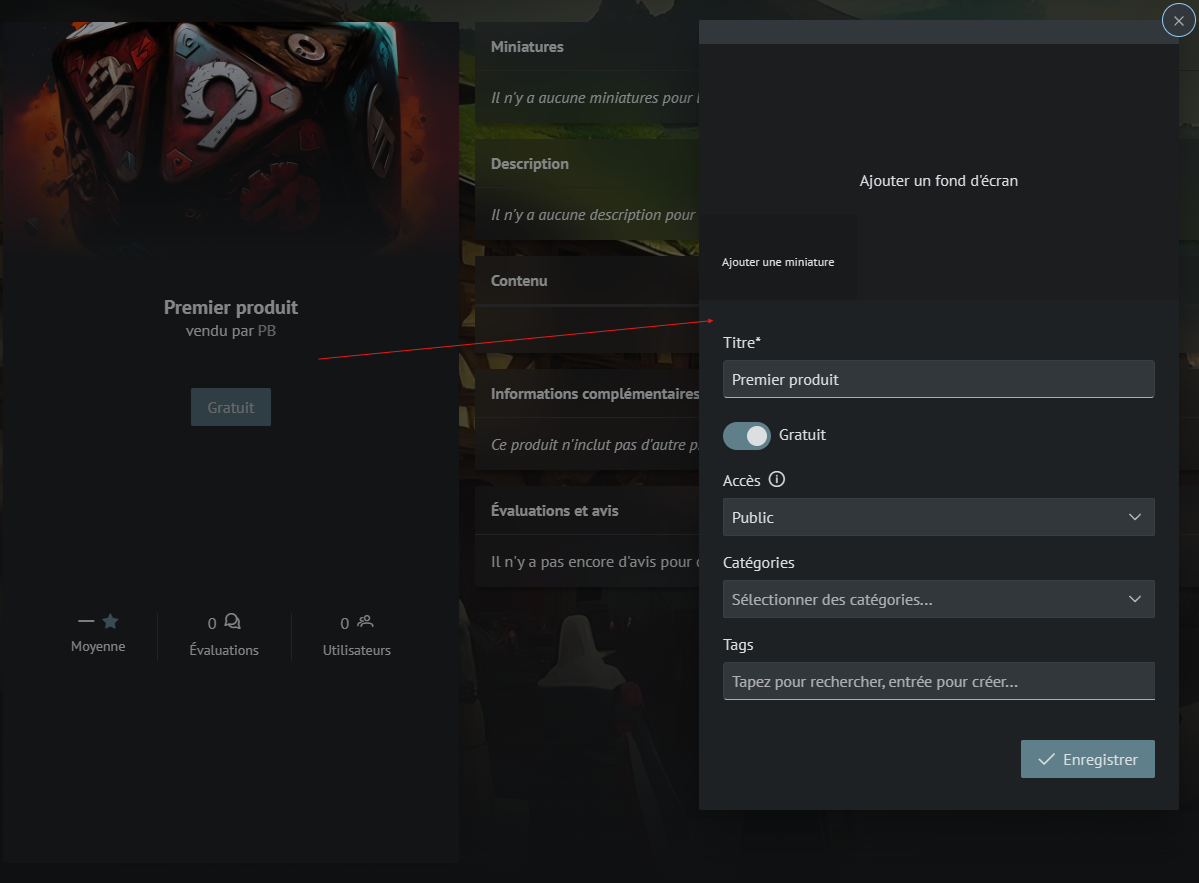 Premier produit
vendu par PB
Gratuit
Moyenne
0
Évaluations
0
Utilisateurs
Miniatures
Il n'y a aucune miniatures pour
Description
Il n'y a aucune description pour
Contenu
Informations complémentaires
Ce produit n'inclut pas d'autre
Évaluations et avis
Il n'y a pas encore d'avis pour
Ajouter un fond d'écran
Ajouter une miniature
Titre*
Premier produit
Gratuit
Accès
Public
Catégories
Sélectionner des catégories...
Tags
Tapez pour rechercher, entrée pour créer...
Enregistrer